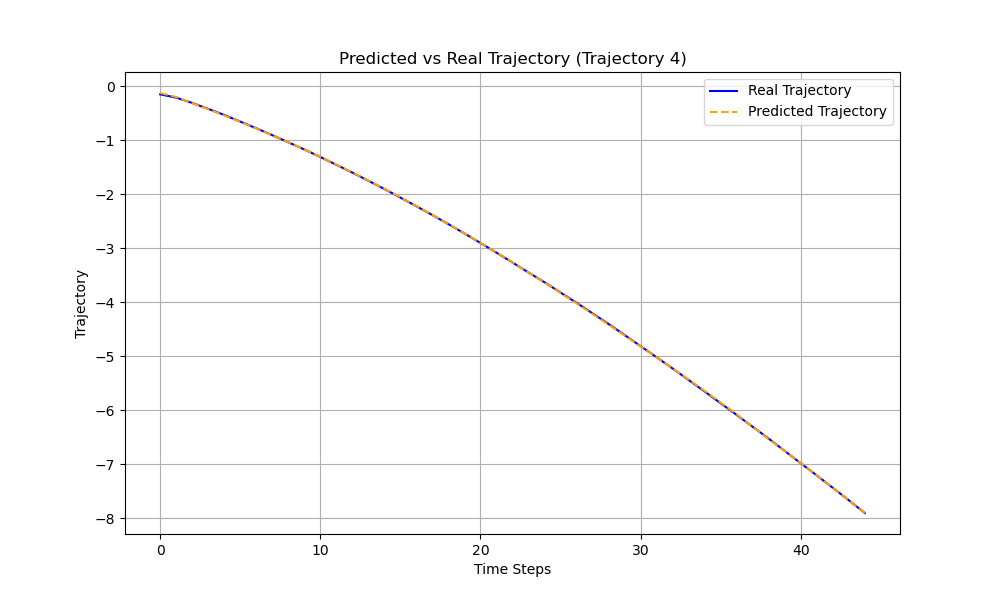 Predicted vs Real Trajectory (Trajectory 4)
Real Trajectory
Predicted Trajectory
Trajectory
0
−1
−2
−3
−4
−5
−6
−7
−8
0 10 20 30 40
Time Steps